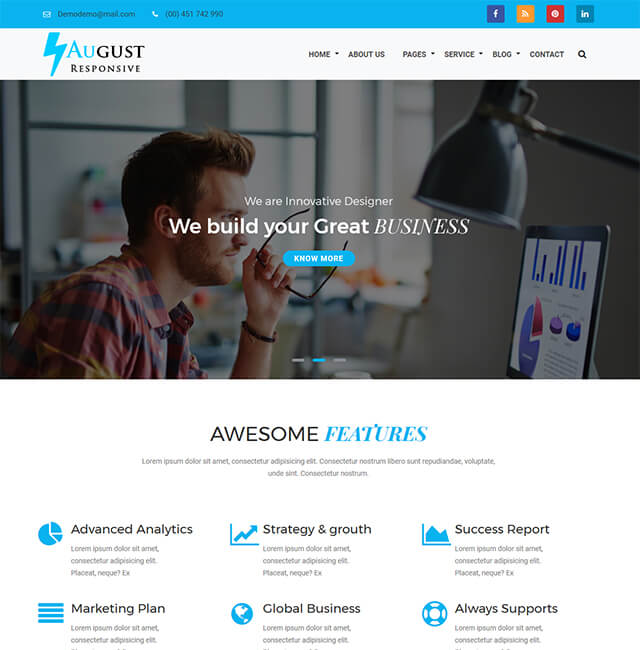 Demodemo@mail.com (00) 451 742 990
AUGUST
RESPONSIVE
HOME ABOUT US PAGES SERVICE BLOG CONTACT
We are Innovative Designer
We build your Great BUSINESS
KNOW MORE
AWESOME FEATURES
Lorem ipsum dolor sit amet, consectetur adipisicing elit. Consectetur nostrum libero sunt repudiandae, voluptate,
unde sint. Consectetur nostrum.
Advanced Analytics
Lorem ipsum dolor sit amet,
consectetur adipisicing elit.
Placeat, neque? Ex
Strategy & grouth
Lorem ipsum dolor sit amet,
consectetur adipisicing elit.
Placeat, neque? Ex
Success Report
Lorem ipsum dolor sit amet,
consectetur adipisicing elit.
Placeat, neque? Ex
Marketing Plan
Lorem ipsum dolor sit amet,
consectetur adipisicing elit.
Global Business
Lorem ipsum dolor sit amet,
consectetur adipisicing elit.
Always Supports
Lorem ipsum dolor sit amet,
consectetur adipisicing elit.